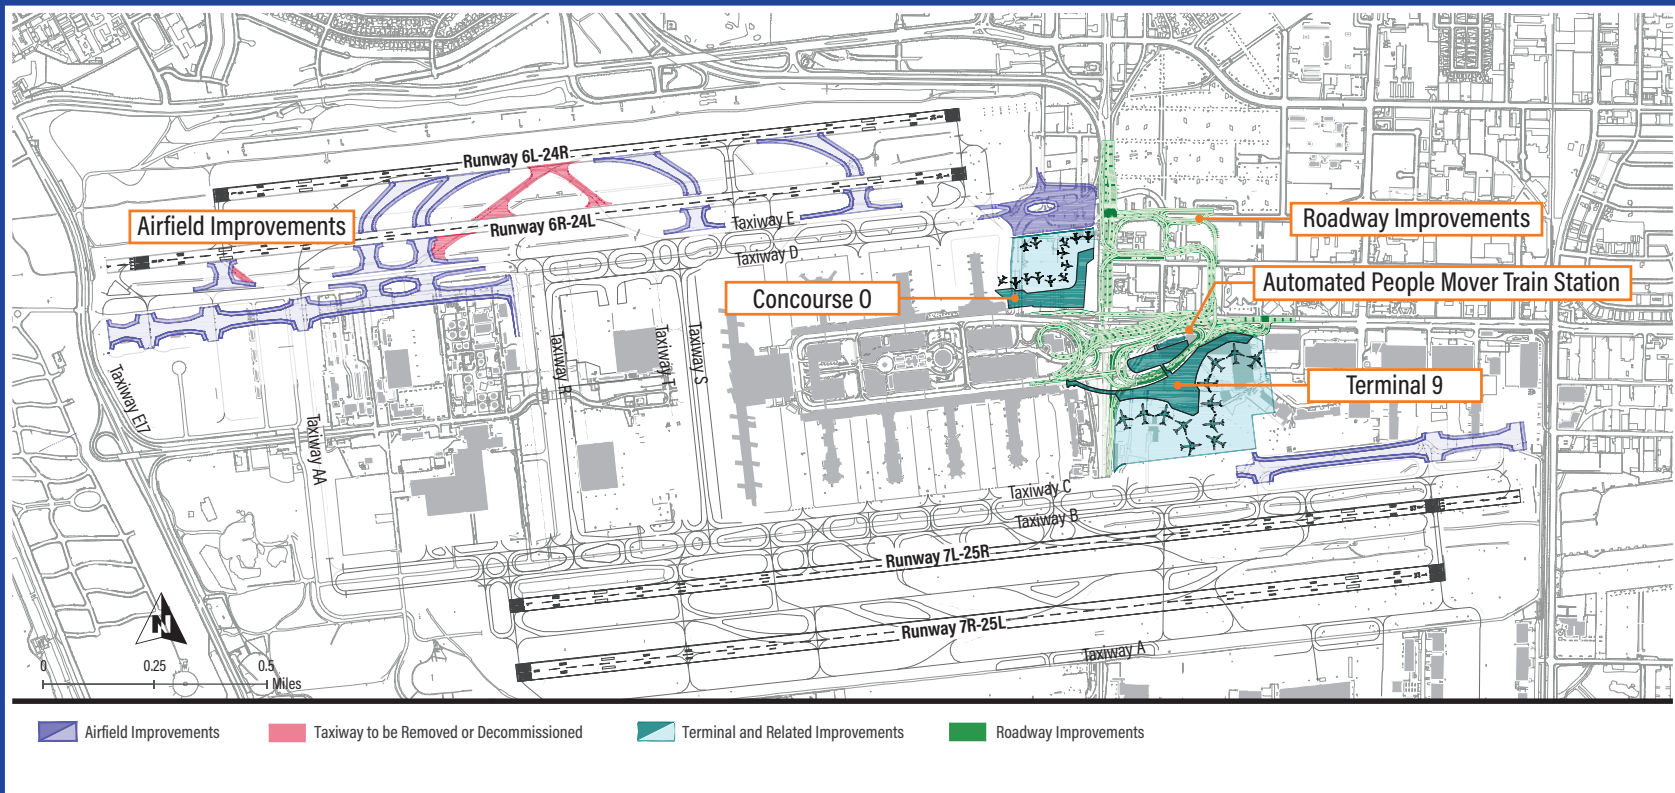 Runway 6L-24R
Airfield Improvements
Runway 6R-24L
Taxiway E
Taxiway D
Roadway Improvements
Automated People Mover Train Station
Concourse 0
Terminal 9
Taxiway E17
Taxiway AA
Taxiway R
Taxiway T
Taxiway S
Taxiway C
Taxiway B
Runway 7L-25R
Runway 7R-25L
Taxiway A
N
0 0.25 0.5
Miles
Airfield Improvements
Taxiway to be Removed or Decommissioned
Terminal and Related Improvements
Roadway Improvements